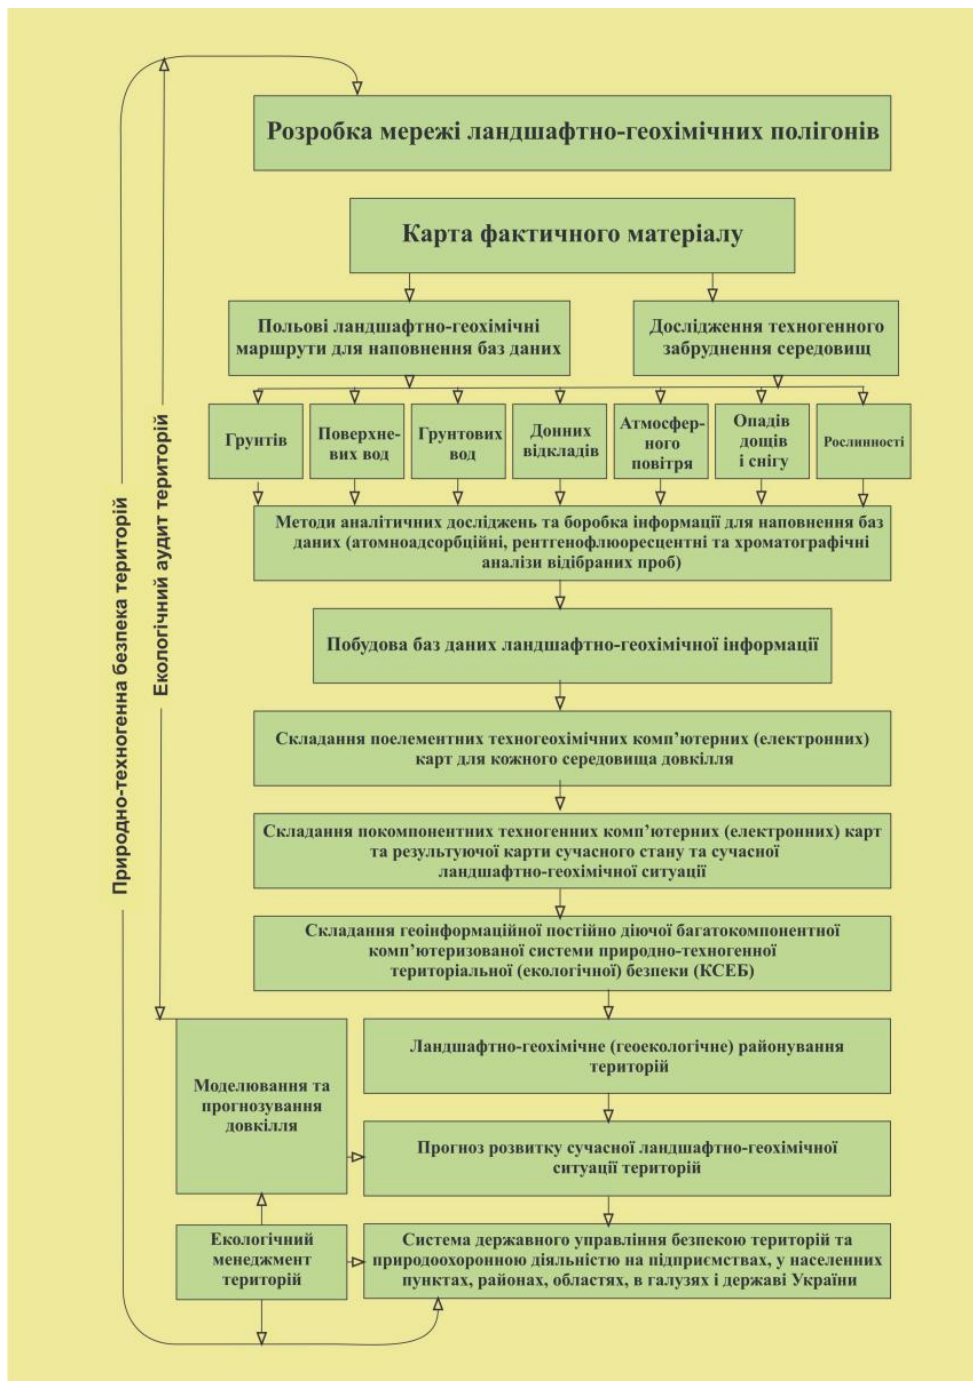 Розробка мережі ландшафтно-геохімічних полігонів
Карта фактичного матеріалу
Польові ландшафтно-геохімічні
маршрути для наповнення баз даних
Дослідження техногенного
забруднення середовищ
Грунтів
Поверхне-
вих вод
Грунтових
вод
Донних
відкладів
Атмосфер-
ного
повітря
Опадів
дощів
і снігу
Рослинності
Методи аналітичних досліджень та боробка інформації для наповнення баз
даних (атомноадсорбційні, рентгенофлюоресцентні та хроматографічні
аналізи відібраних проб)
Побудова баз даних ландшафтно-геохімічної інформації
Складання поелементних техногеохімічних комп’ютерних (електронних)
карт для кожного середовища довкілля
Складання покомпонентних техногенних комп’ютерних (електронних) карт
та результуючої карти сучасного стану та сучасної
ландшафтно-геохімічної ситуації
Складання геоінформаційної постійно діючої багатокомпонентної
комп’ютеризованої системи природно-техногенної
територіальної (екологічної) безпеки (КСЕБ)
Ландшафтно-геохімічне (геоекологічне) районування
територій
Моделювання та
прогнозування
довкілля
Прогноз розвитку сучасної ландшафтно-геохімічної
ситуації територій
Екологічний
менеджмент
територій
Система державного управління безпекою територій та
природоохоронною діяльністю на підприємствах, у населенних
пунктах, районах, областях, в галузях і державі України
Природно-техногенна безпека територій
Екологічний аудит територій